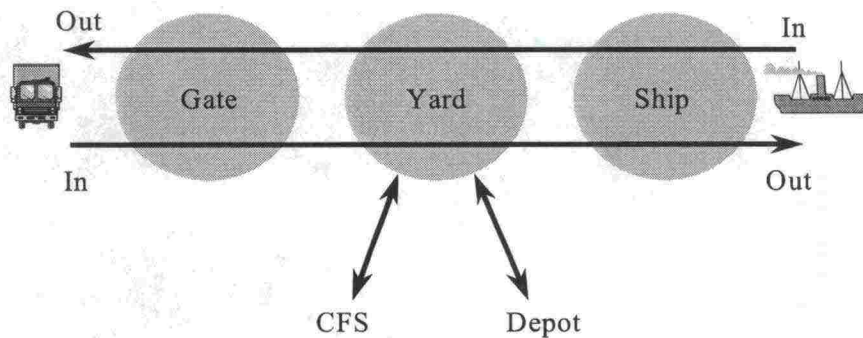 Out
In
Gate
Yard
Ship
In
Out
CFS
Depot